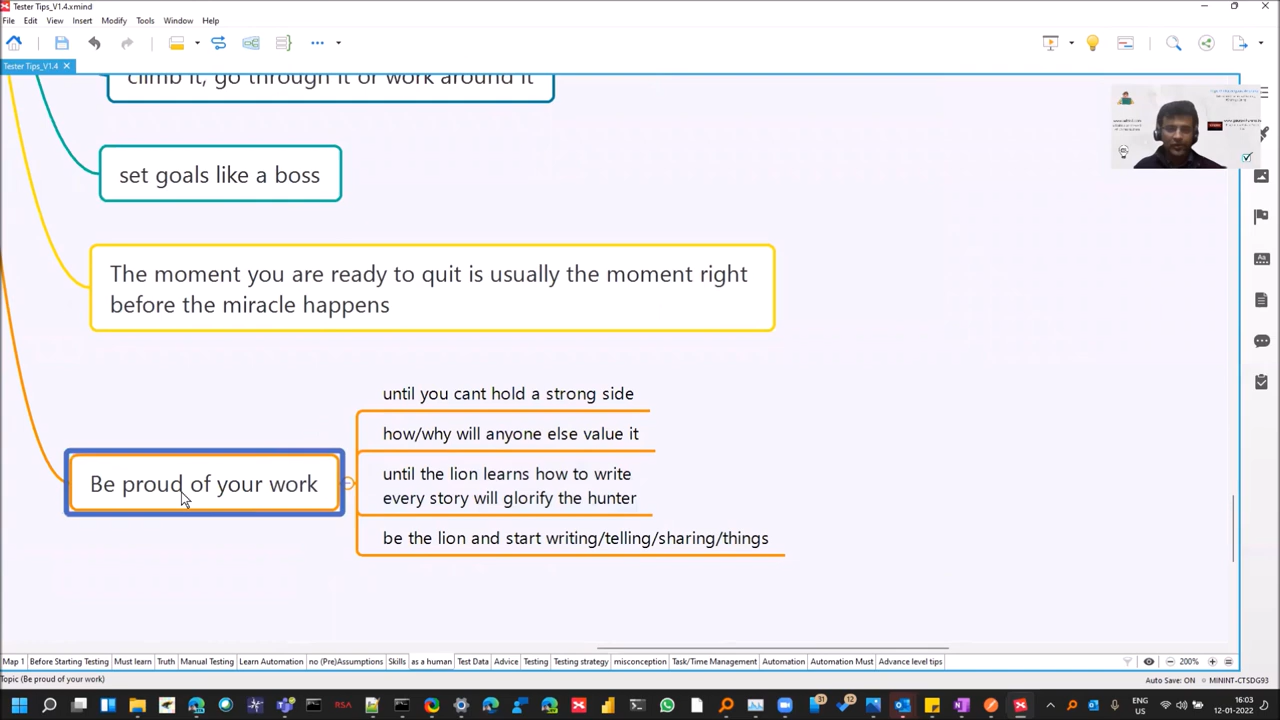 Tester Tips_V1.4.xmind
File Edit View Insert Modify Tools Window Help
Tester Tips_V1.4
climb it, go through it or work around it
set goals like a boss
The moment you are ready to quit is usually the moment right
before the miracle happens
until you cant hold a strong side
how/why will anyone else value it
until the lion learns how to write
every story will glorify the hunter
Be proud of your work
be the lion and start writing/telling/sharing/things
Map 1 Before Starting Testing Must learn Truth Manual Testing Learn Automation no (Pre)Assumptions Skills as a human Test Data Advice Testing Testing strategy misconception Task/Time Management Automation Automation Must Advance level tips
200%
Topic (Be proud of your work)
Auto Save: ON MININT-CTSDG93
RSA
31
12
ENG
US
16:03
12-01-2022